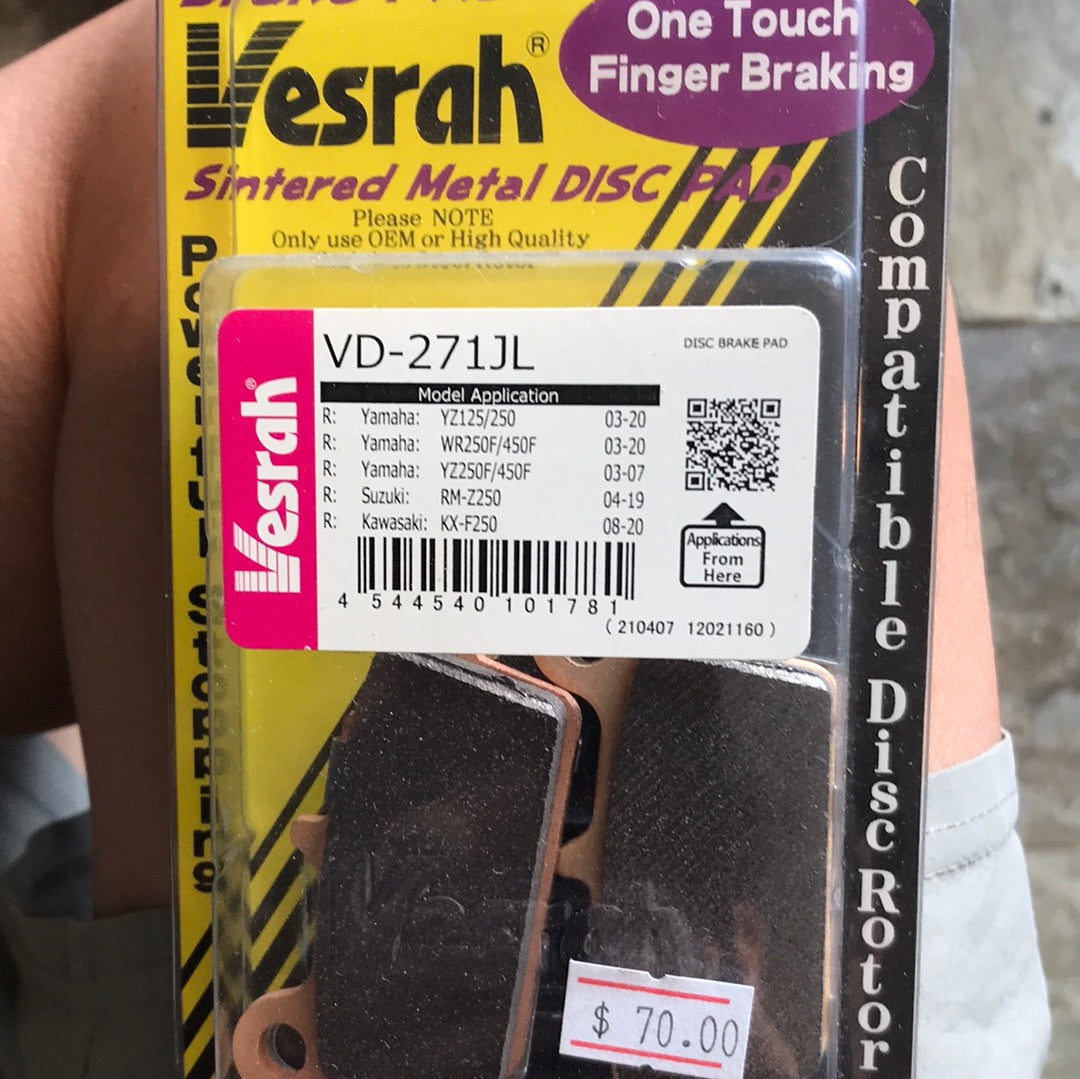 Vesrah®
One Touch
Finger Braking
Sintered Metal DISC PAD
Please NOTE
Only use OEM or High Quality
Compatible Disc Rotor
Vesrah®
VD-271JL
DISC BRAKE PAD
Model Application
R: Yamaha: YZ125/250 03-20
R: Yamaha: WR250F/450F 03-20
R: Yamaha: YZ250F/450F 03-07
R: Suzuki: RM-Z250 04-19
R: Kawasaki: KX-F250 08-20
Applications
From
Here
4 544540 101781
(210407 12021160)
Vesrah
$ 70.00